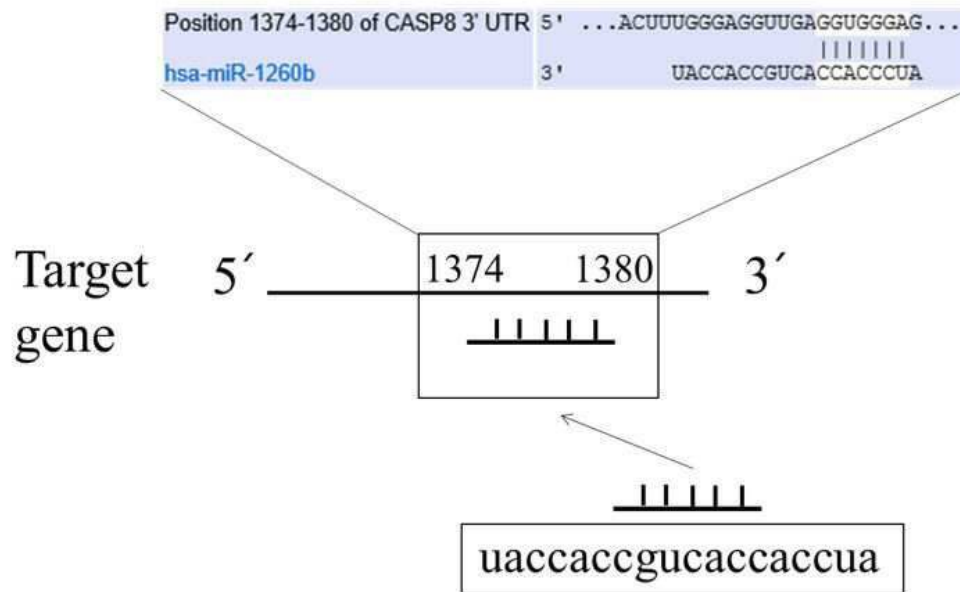 Position 1374-1380 of CASP8 3' UTR 5' ...ACUUUGGGAGGUUGAGGUGGGAG...
hsa-miR-1260b 3' UACCACCGUCACCACCCUA
1374 1380
Target gene 5´ 3´
uaccaccgucaccaccua